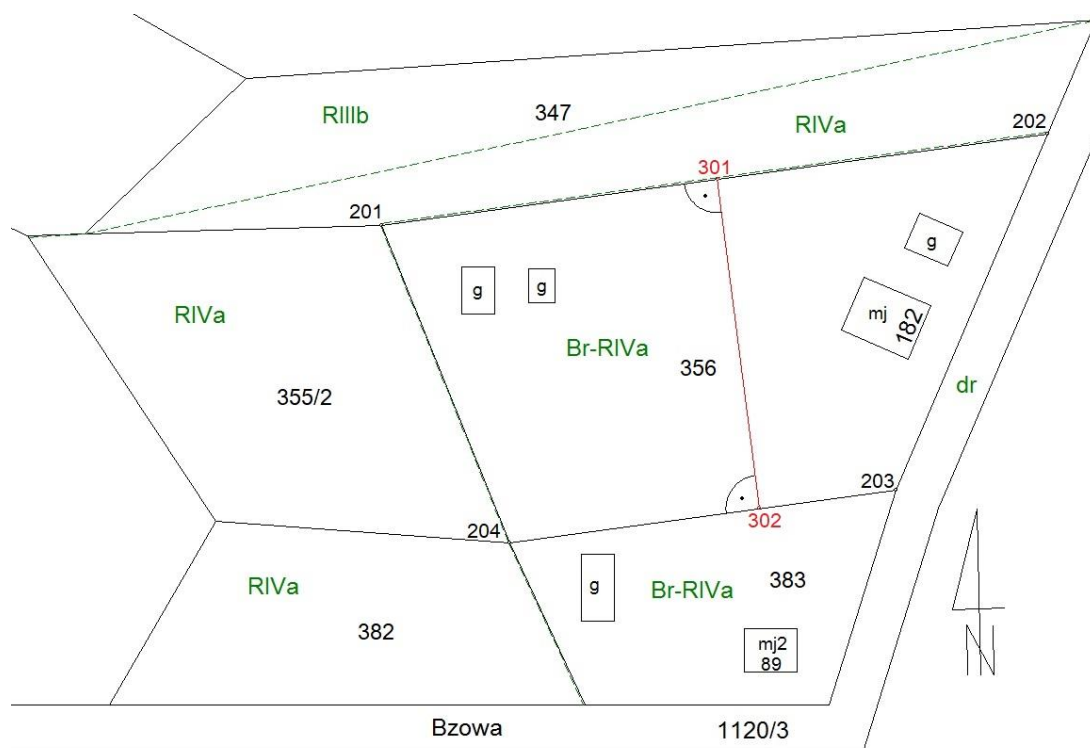 RIIIb
347
RIVa
202
301
201
g
g
g
RIVa
mj
182
Br-RIVa
356
355/2
dr
203
302
204
g
RIVa
Br-RIVa
383
382
mj2
89
N
Bzowa
1120/3